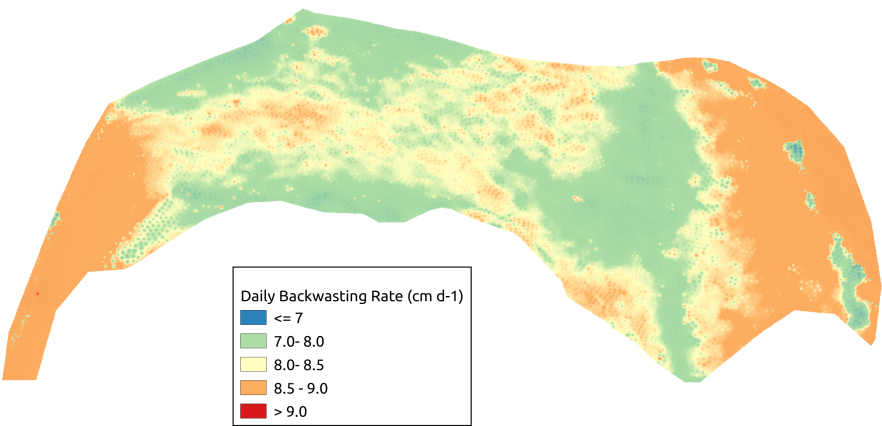 Daily Backwasting Rate (cm d-1)
<= 7
7.0- 8.0
8.0- 8.5
8.5 - 9.0
> 9.0